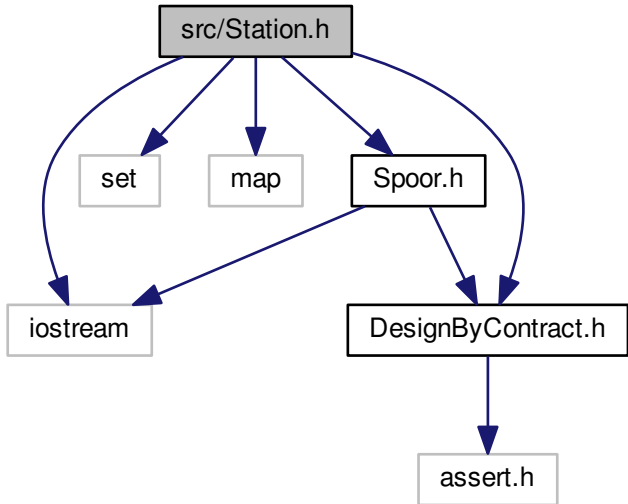 src/Station.h
set
map
Spoor.h
iostream
DesignByContract.h
assert.h